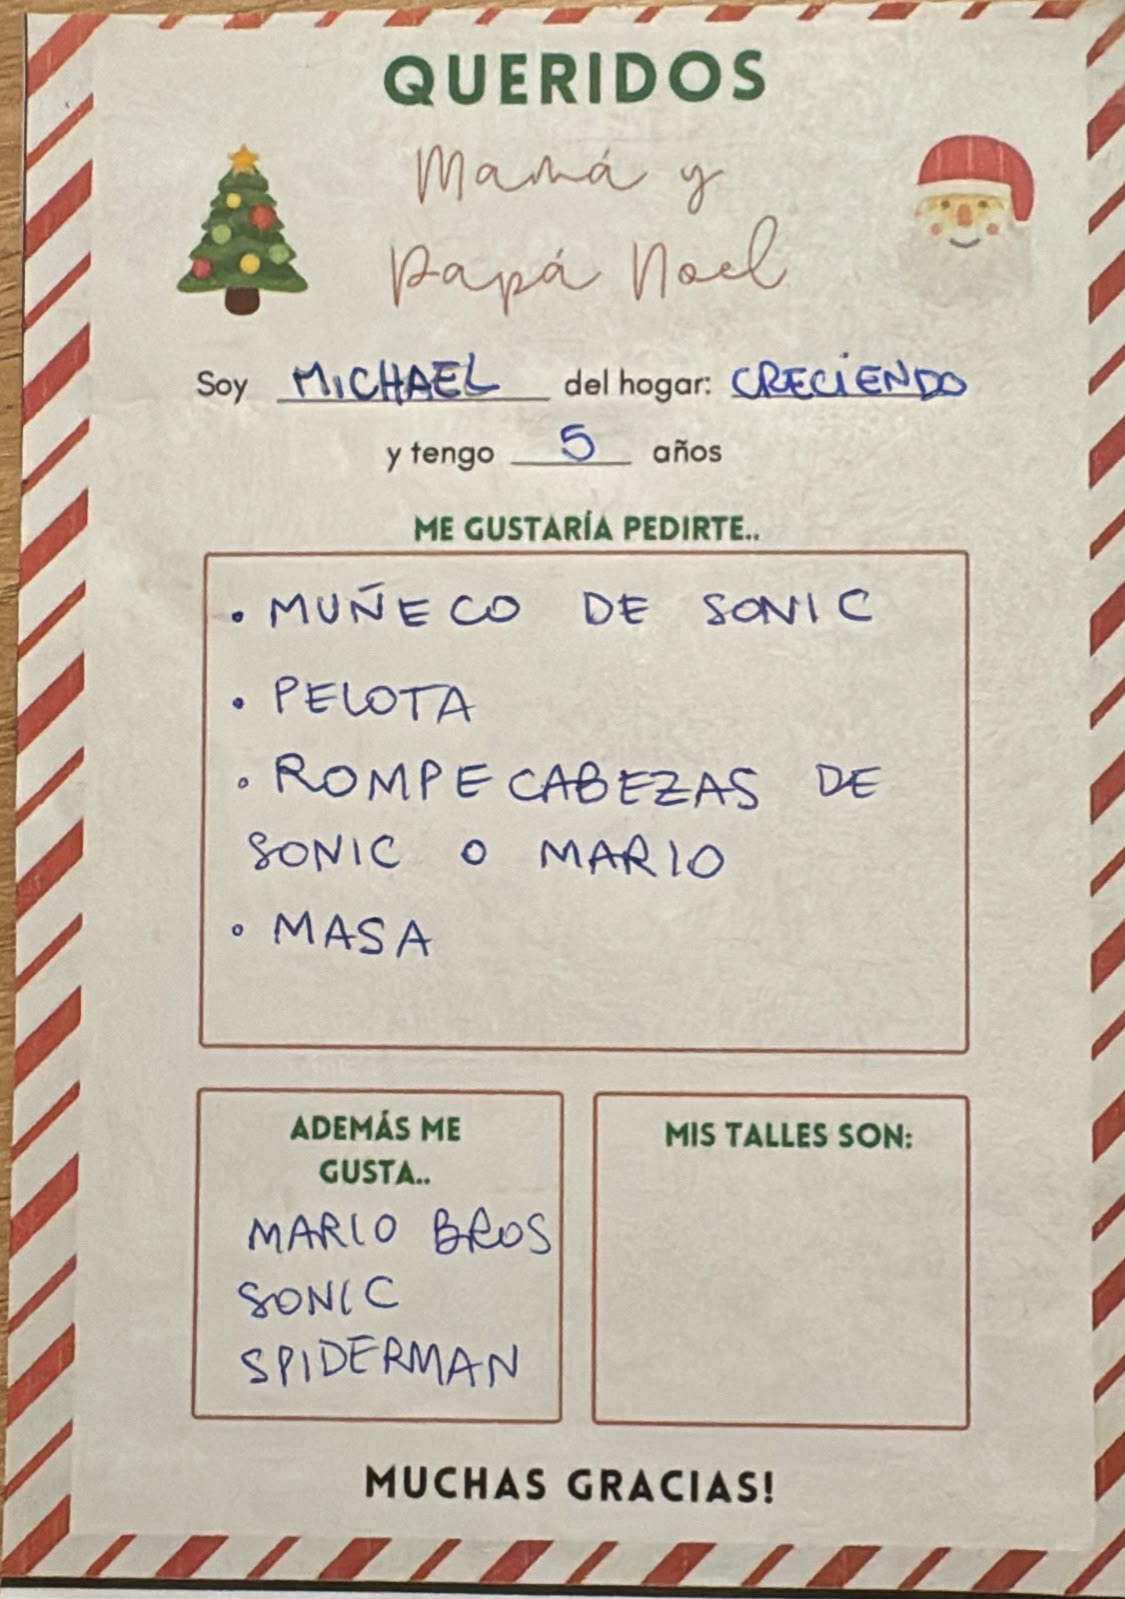 QUERIDOS
Mamá y
Papá Noel
Soy MICHAEL del hogar: CRECIENDO
y tengo 5 años
ME GUSTARÍA PEDIRTE..
• MUÑECO DE SONIC
• PELOTA
• ROMPECABEZAS DE
SONIC O MARIO
• MASA
ADEMÁS ME
GUSTA..
MARIO BROS
SONIC
SPIDERMAN
MIS TALLES SON:
MUCHAS GRACIAS!